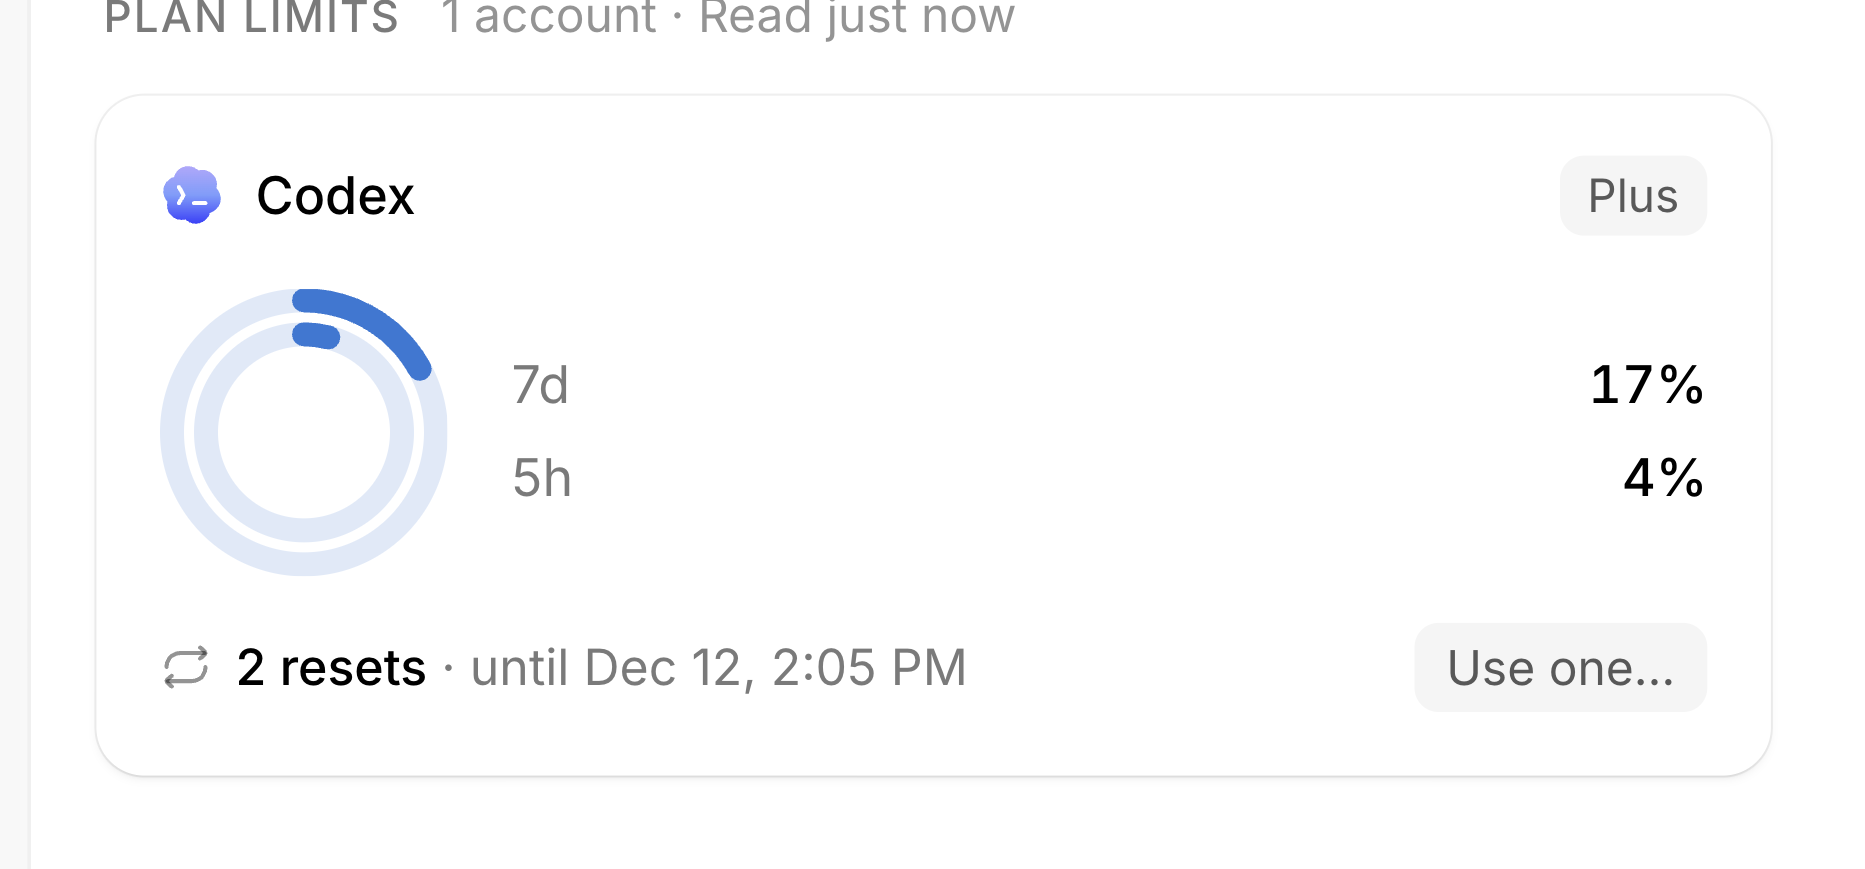 PLAN LIMITS 1 account · Read just now
Codex Plus
7d 17%
5h 4%
2 resets · until Dec 12, 2:05 PM Use one...